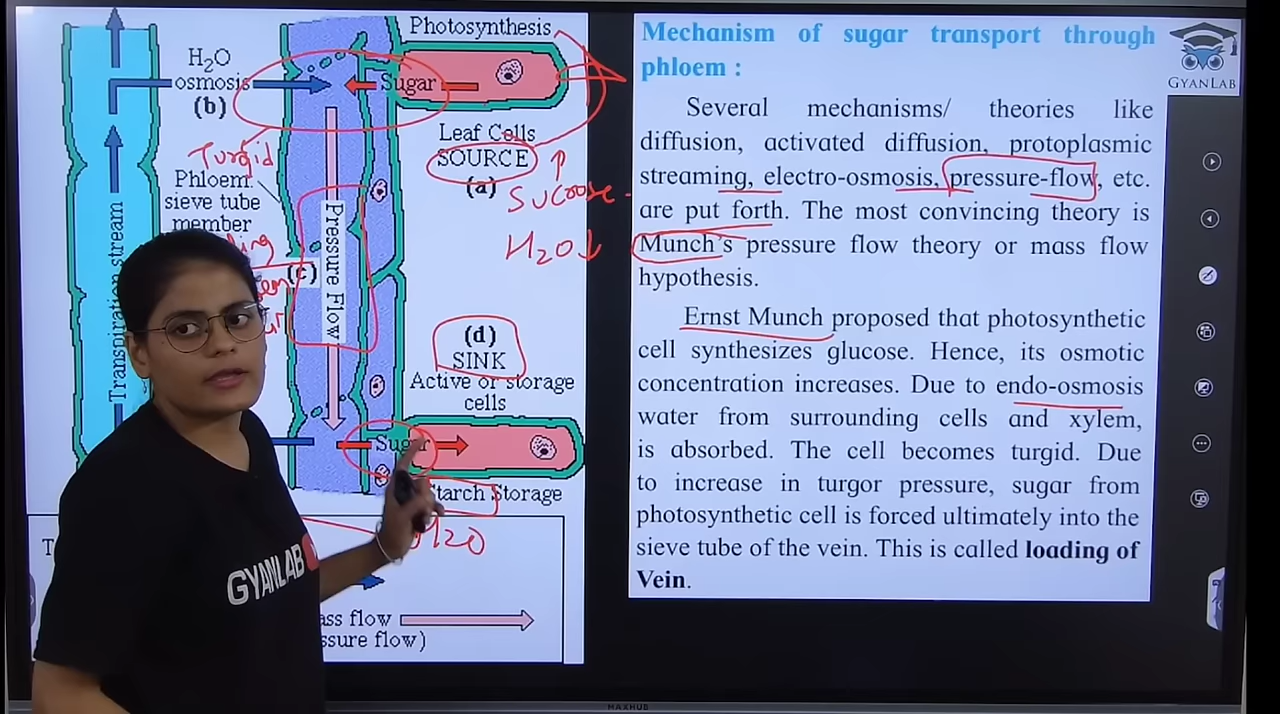 Photosynthesis
H2O
osmosis
(b)
Sugar
Leaf Cells
SOURCE
(a)
Turgid
Sucrose
H2O↓
Phloem:
sieve tube
member
(c)
Pressure Flow
Transpiration stream
(d)
SINK
Active or storage
cells
Sugar
Starch Storage
H2O
T
ass flow
ssure flow)
GYANLAB
Mechanism of sugar transport through
phloem :
Several mechanisms/ theories like
diffusion, activated diffusion, protoplasmic
streaming, electro-osmosis, pressure-flow, etc.
are put forth. The most convincing theory is
Munch's pressure flow theory or mass flow
hypothesis.
Ernst Munch proposed that photosynthetic
cell synthesizes glucose. Hence, its osmotic
concentration increases. Due to endo-osmosis
water from surrounding cells and xylem,
is absorbed. The cell becomes turgid. Due
to increase in turgor pressure, sugar from
photosynthetic cell is forced ultimately into the
sieve tube of the vein. This is called loading of
Vein.
GYANLAB
MAXHUB